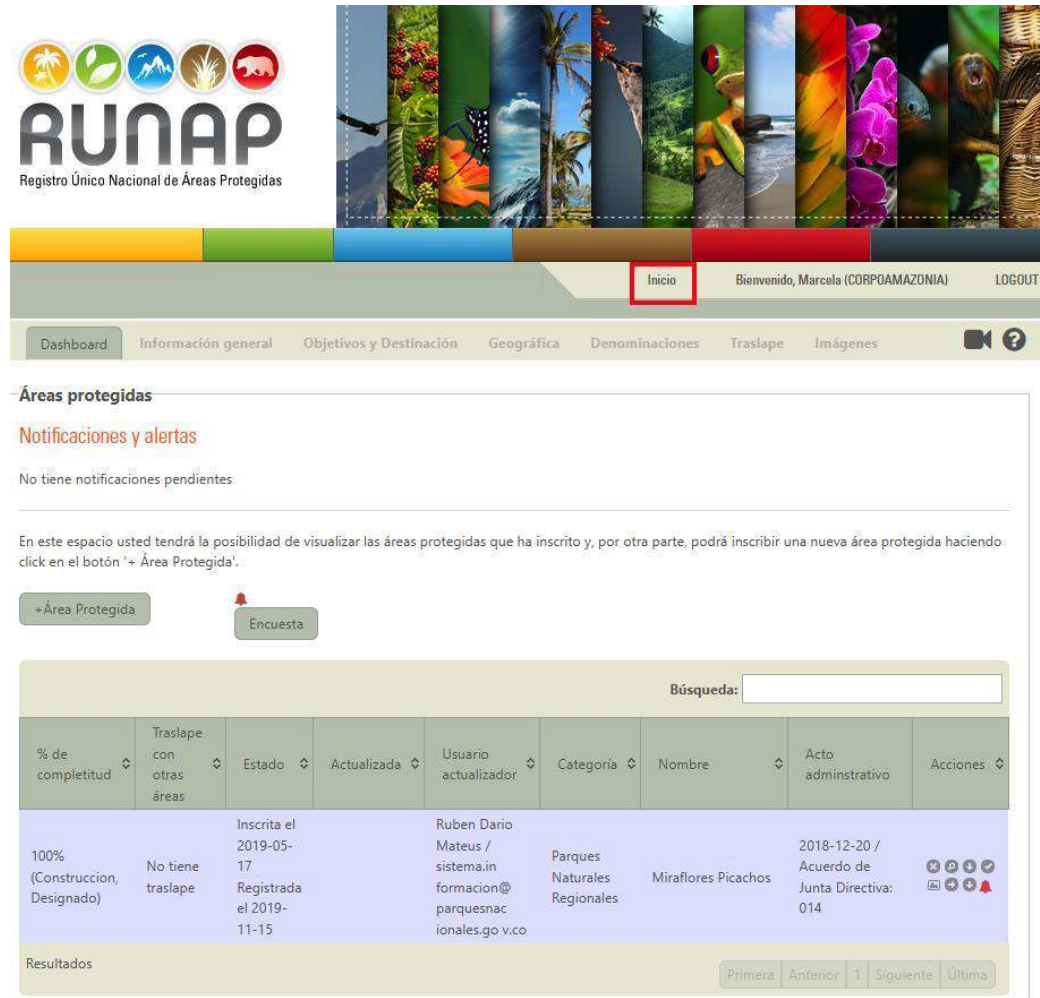 RUNAP
Registro Único Nacional de Áreas Protegidas
Inicio
Bienvenido, Marcela (CORPOAMAZONIA)
LOGOUT
Dashboard
Información general
Objetivos y Destinación
Geográfica
Denominaciones
Traslape
Imágenes
Áreas protegidas
Notificaciones y alertas
No tiene notificaciones pendientes
En este espacio usted tendrá la posibilidad de visualizar las áreas protegidas que ha inscrito y, por otra parte, podrá inscribir una nueva área protegida haciendo
click en el botón '+ Área Protegida'.
+Área Protegida
Encuesta
Búsqueda:
% de
completitud
Traslape
con
otras
áreas
Estado
Actualizada
Usuario
actualizador
Categoría
Nombre
Acto
adminstrativo
Acciones
100%
(Construccion,
Designado)
No tiene
traslape
Inscrita el
2019-05-
17
Registrada
el 2019-
11-15
Ruben Dario
Mateus /
sistema.in
formacion@
parquesnac
ionales.go v.co
Parques
Naturales
Regionales
Miraflores Picachos
2018-12-20 /
Acuerdo de
Junta Directiva:
014
Resultados
Primera
Anterior
1
Siguiente
Última